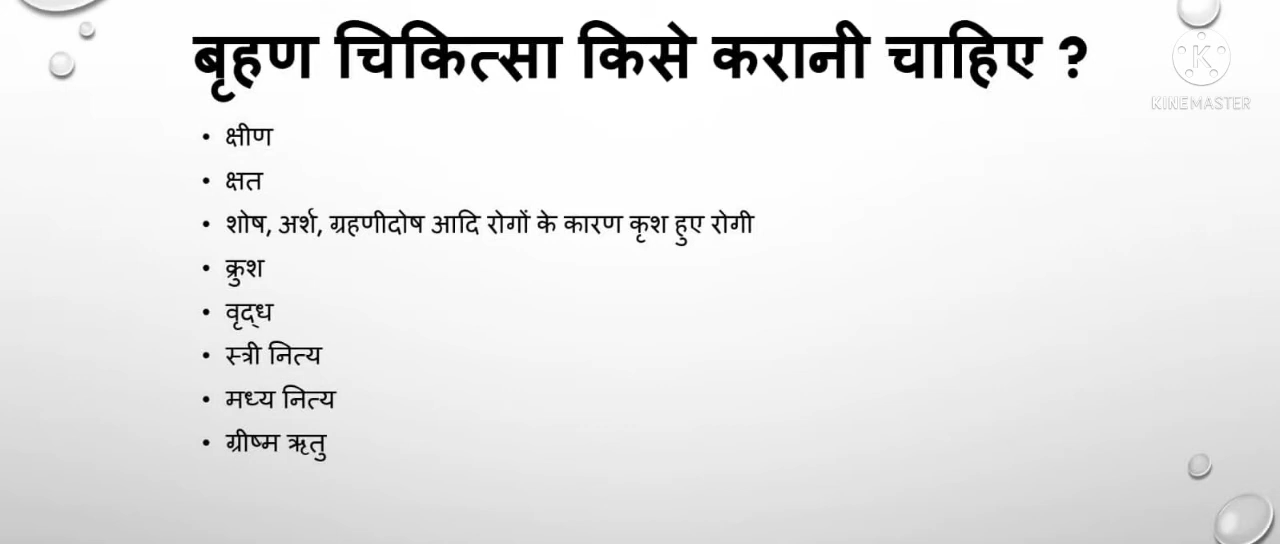 बृहण चिकित्सा किसे करानी चाहिए ?
K
KINEMASTER
• क्षीण
• क्षत
• शोष, अर्श, ग्रहणीदोष आदि रोगों के कारण कृश हुए रोगी
• क्रुश
• वृद्ध
• स्त्री नित्य
• मध्य नित्य
• ग्रीष्म ऋतु